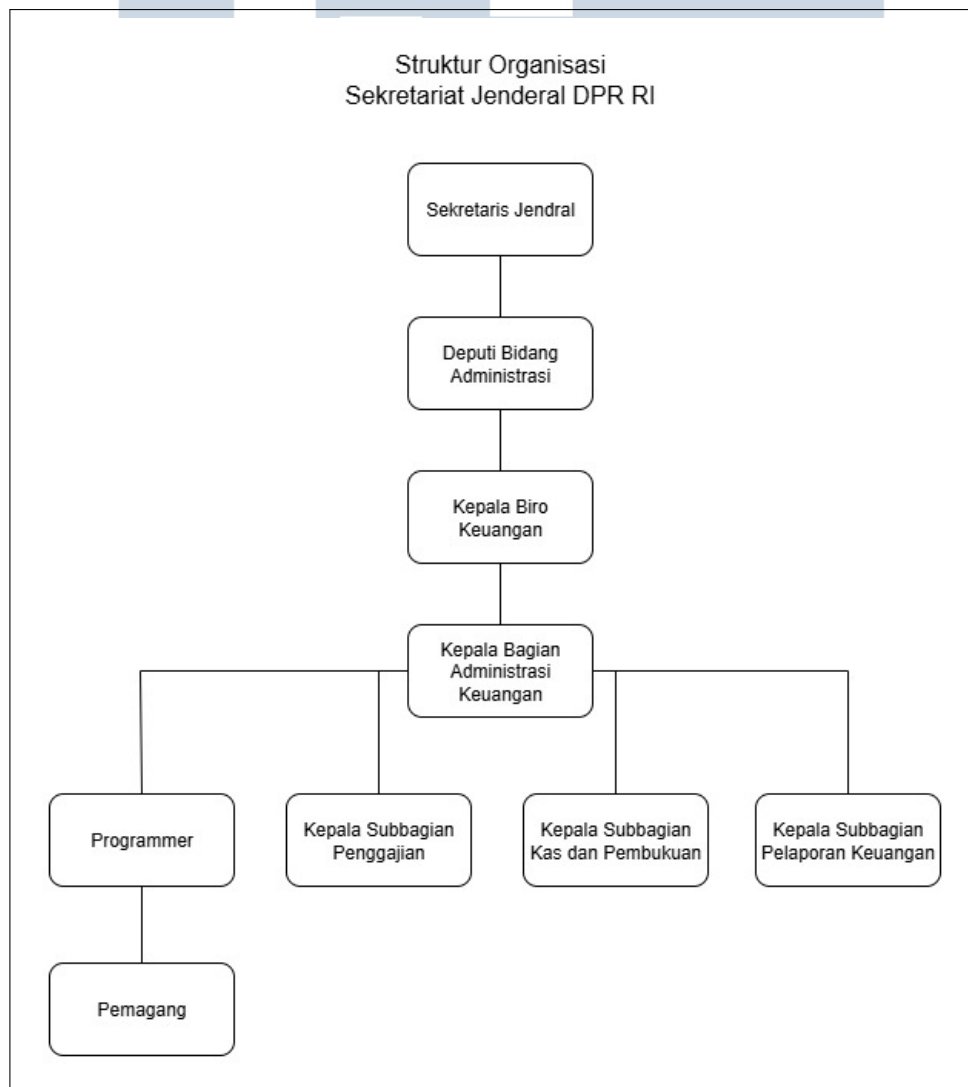 Struktur Organisasi
Sekretariat Jenderal DPR RI
Sekretaris Jendral
Deputi Bidang
Administrasi
Kepala Biro
Keuangan
Kepala Bagian
Administrasi
Keuangan
Programmer
Kepala Subbagian
Penggajian
Kepala Subbagian
Kas dan Pembukuan
Kepala Subbagian
Pelaporan Keuangan
Pemagang